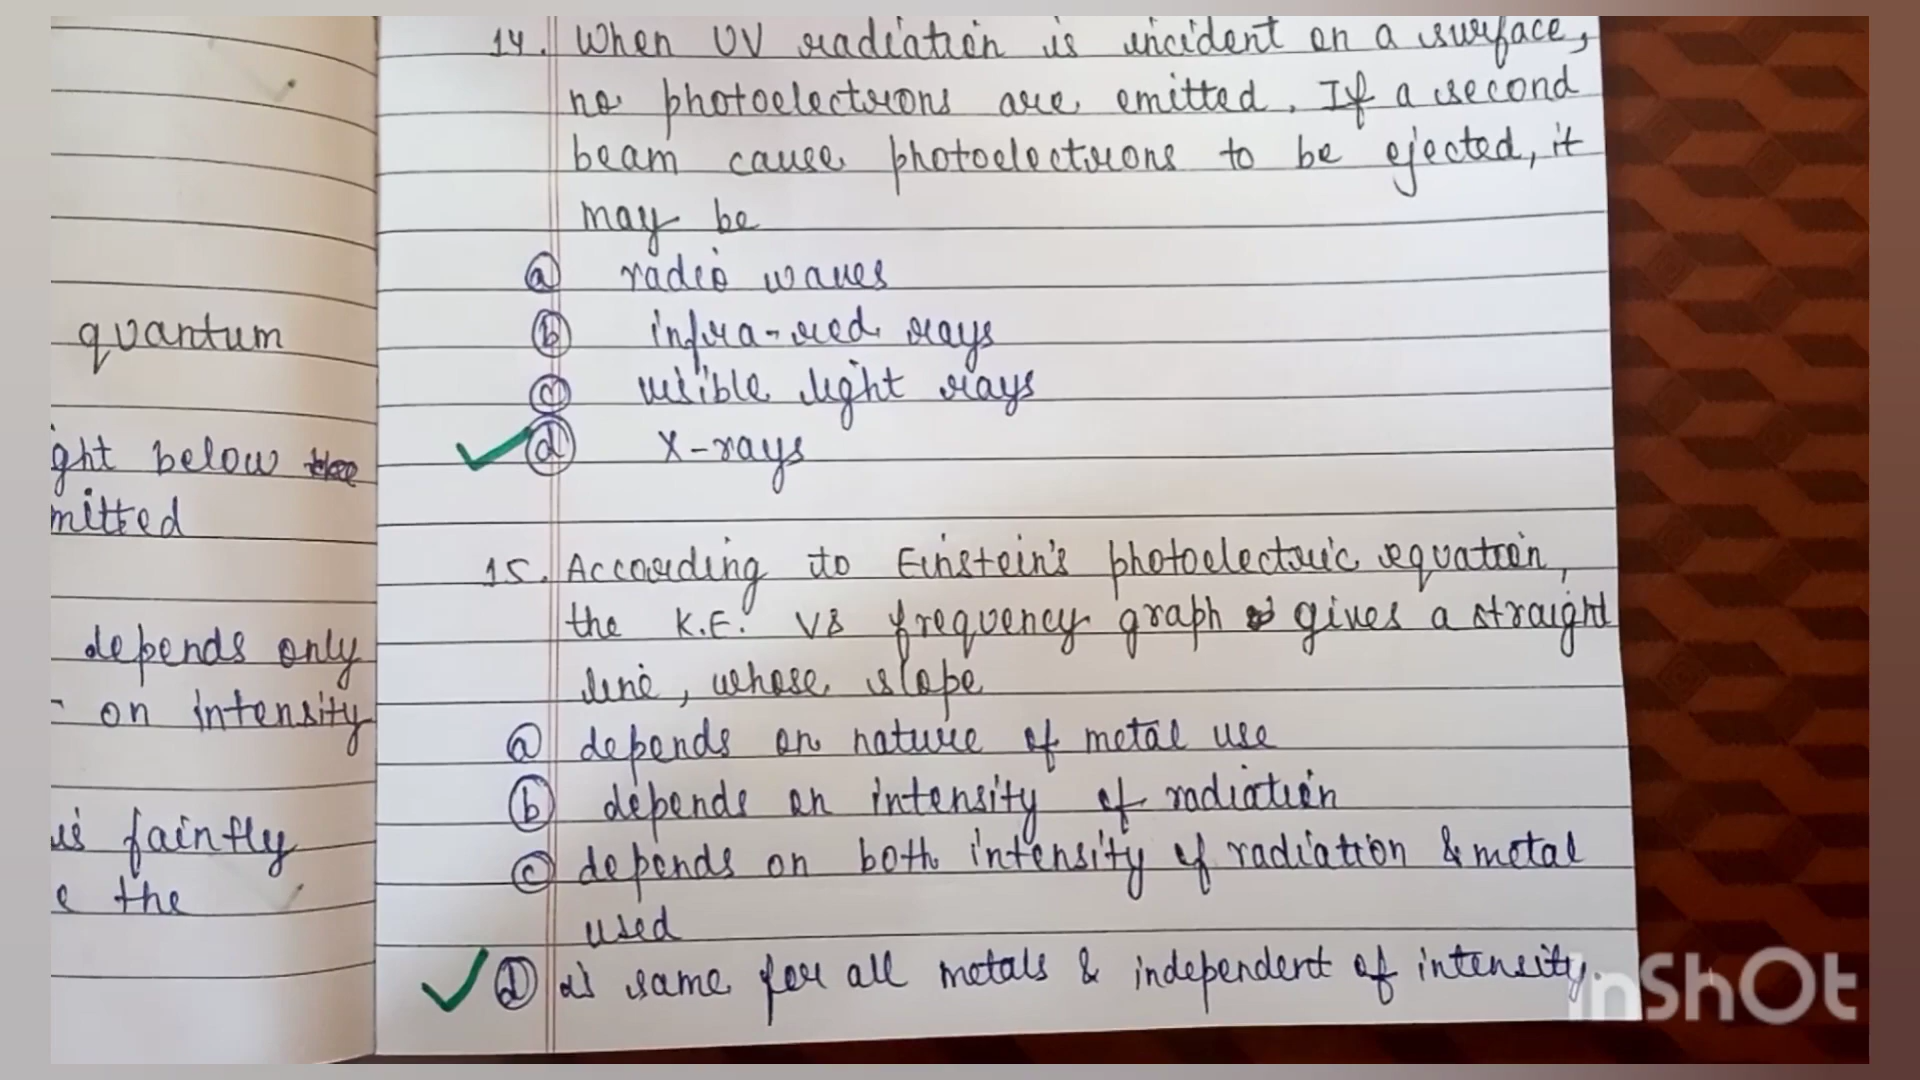 quantum
ght below the
mitted
depends only
on intensity
is faintly
e the
14. When UV radiation is incident on a surface,
no photoelectrons are emitted. If a second
beam cause photoelectrons to be ejected, it
may be
a radio waves
b infra-red rays
c visible light rays
d X-rays
15. According to Einstein's photoelectric equation,
the K.E. VS frequency graph gives a straight
line, whose slope
a depends on nature of metal use
b depends on intensity of radiation
c depends on both intensity of radiation & metal
used
d is same for all metals & independent of intensity.
InShOt